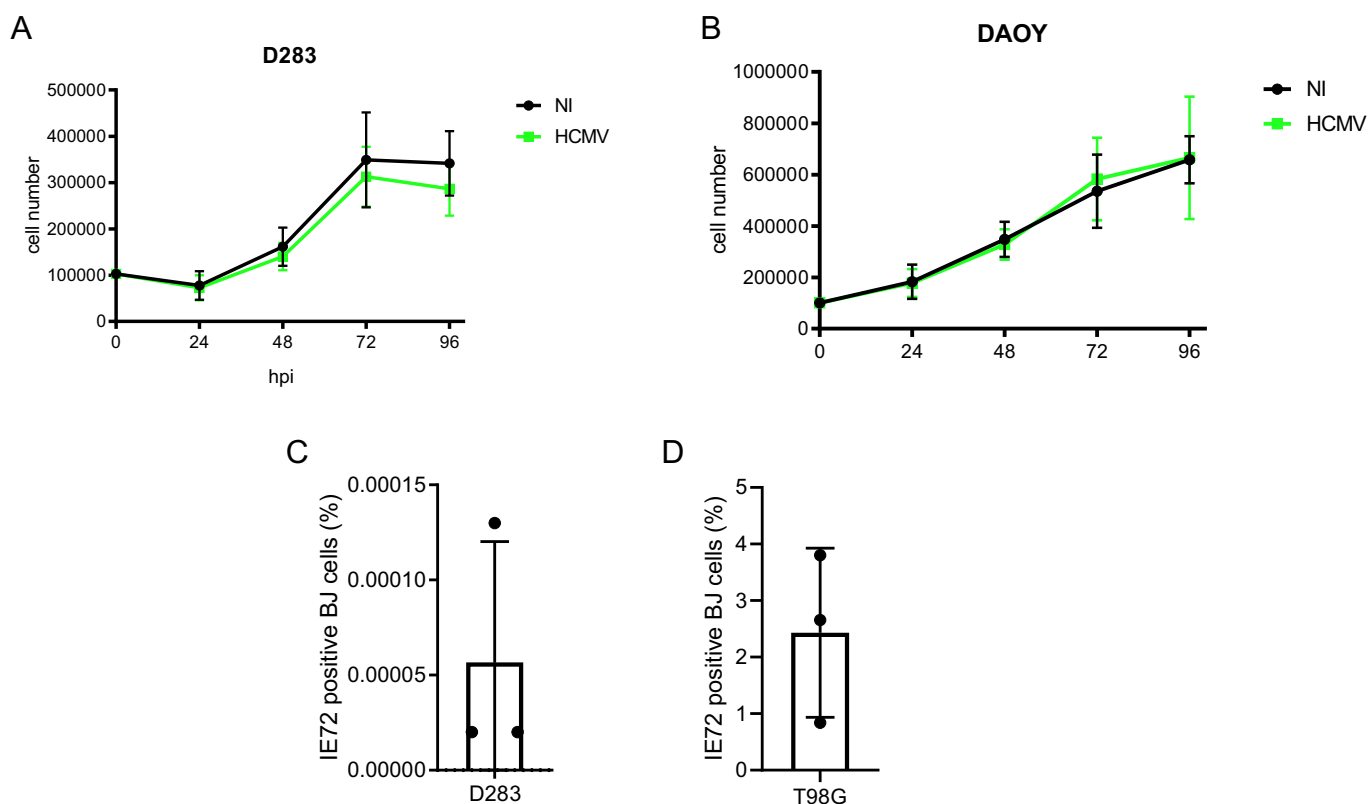 A
D283
cell number
500000
400000
300000
200000
100000
0
0 24 48 72 96
hpi
NI
HCMV
B
DAOY
cell number
1000000
800000
600000
400000
200000
0
0 24 48 72 96
NI
HCMV
C
IE72 positive BJ cells (%)
0.00015
0.00010
0.00005
0.00000
D283
D
IE72 positive BJ cells (%)
5
4
3
2
1
0
T98G